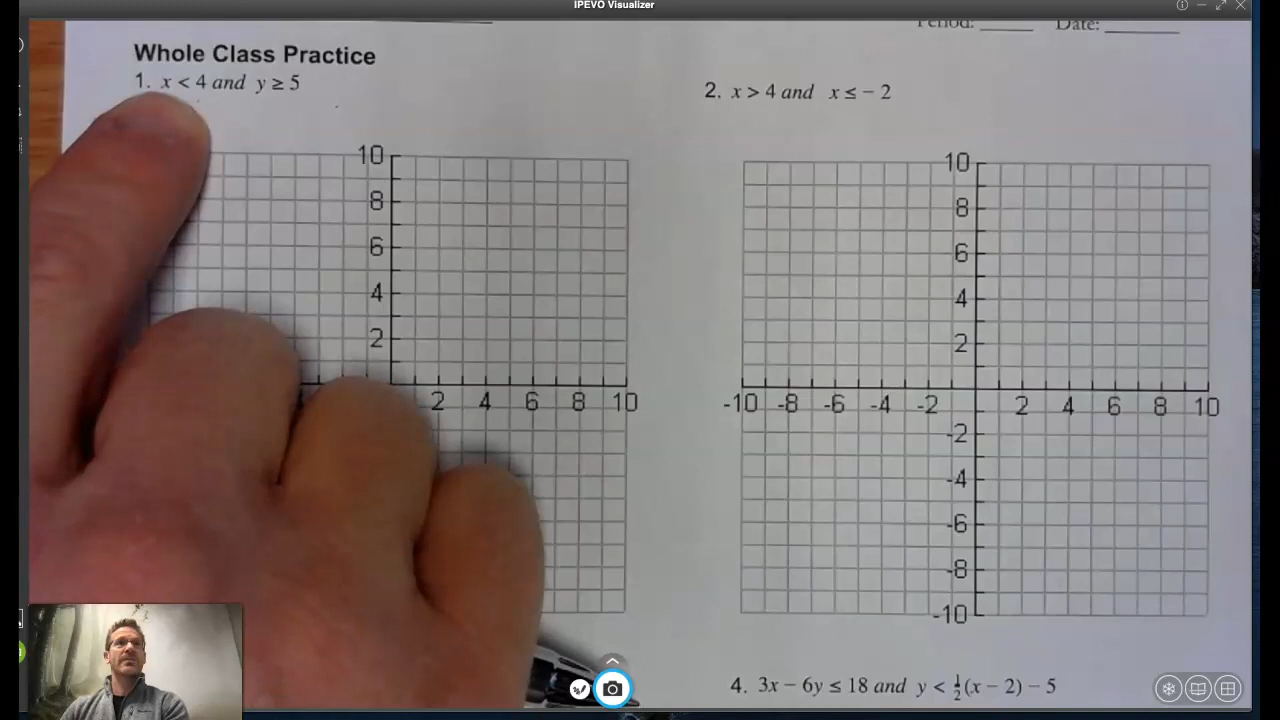 IPEVO Visualizer
Period: ______ Date: ________
Whole Class Practice
1. x < 4 and y ≥ 5
2. x > 4 and x ≤ − 2
10
8
6
4
2
2 4 6 8 10
10
8
6
4
2
-10 -8 -6 -4 -2 2 4 6 8 10
-2
-4
-6
-8
-10
4. 3x − 6y ≤ 18 and y < ½(x − 2) − 5